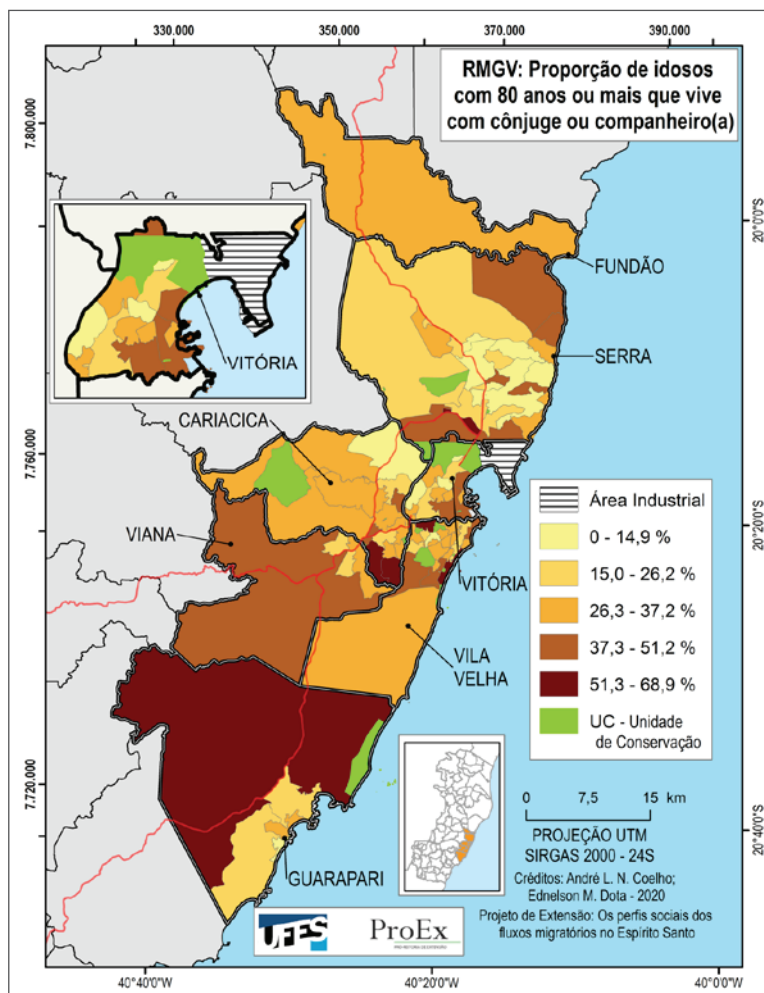 330.000
350.000
370.000
390.000
RMGV: Proporção de idosos
com 80 anos ou mais que vive
com cônjuge ou companheiro(a)
7.800.000
20°0'0"S
FUNDÃO
VITÓRIA
SERRA
CARIACICA
7.760.000
20°20'0"S
VIANA
VITÓRIA
VILA
VELHA
Área Industrial
0 - 14,9 %
15,0 - 26,2 %
26,3 - 37,2 %
37,3 - 51,2 %
51,3 - 68,9 %
UC - Unidade
de Conservação
7.720.000
0 7,5 15 km
20°40'0"S
PROJEÇÃO UTM
SIRGAS 2000 - 24S
Créditos: André L. N. Coelho;
Ednelson M. Dota - 2020
Projeto de Extensão: Os perfis sociais dos
fluxos migratórios no Espírito Santo
GUARAPARI
UFES
ProEx
PRÓ-REITORIA DE EXTENSÃO
40°40'0"W
40°20'0"W
40°0'0"W